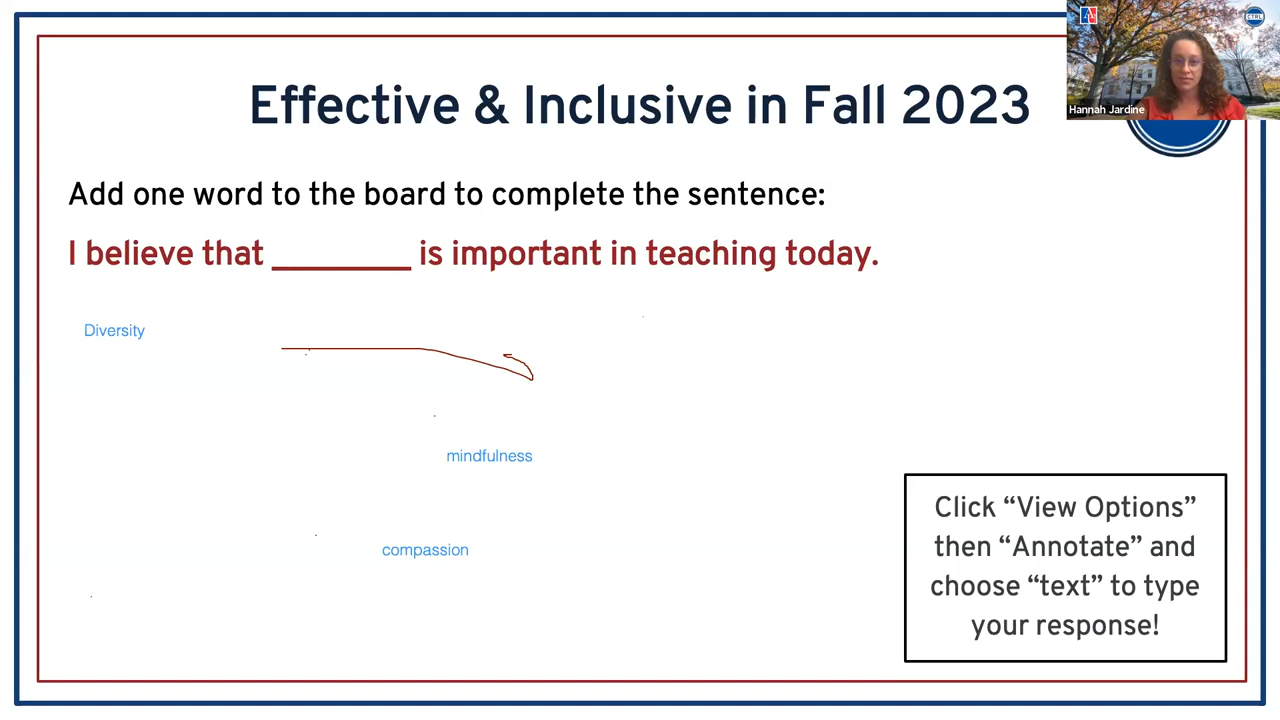 Effective & Inclusive in Fall 2023
CTRL
Hannah Jardine
Add one word to the board to complete the sentence:
I believe that ________ is important in teaching today.
Diversity
mindfulness
compassion
Click “View Options”
then “Annotate” and
choose “text” to type
your response!